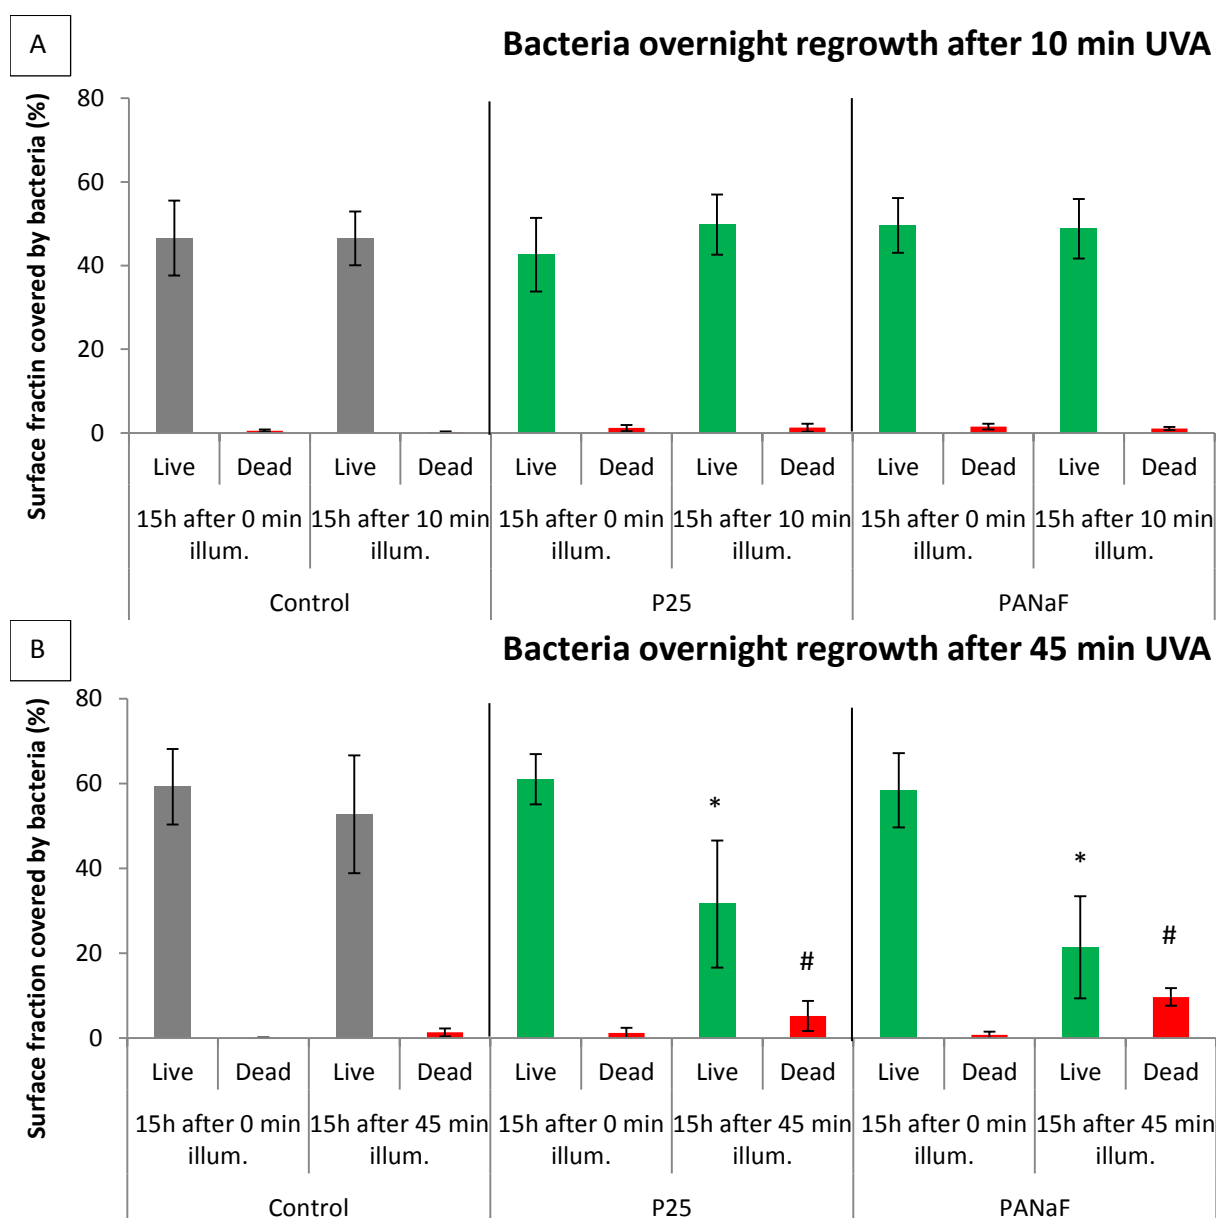 A
Bacteria overnight regrowth after 10 min UVA
Surface fractin covered by bacteria (%)
80
60
40
20
0
Live Dead Live Dead Live Dead Live Dead Live Dead Live Dead
15h after 0 min 15h after 10 min 15h after 0 min 15h after 10 min 15h after 0 min 15h after 10 min
illum. illum. illum. illum. illum. illum.
Control P25 PANaF
B
Bacteria overnight regrowth after 45 min UVA
Surface fraction covered by bacteria (%)
80
60
40
20
0
*
#
*
#
Live Dead Live Dead Live Dead Live Dead Live Dead Live Dead
15h after 0 min 15h after 45 min 15h after 0 min 15h after 45 min 15h after 0 min 15h after 45 min
illum. illum. illum. illum. illum. illum.
Control P25 PANaF